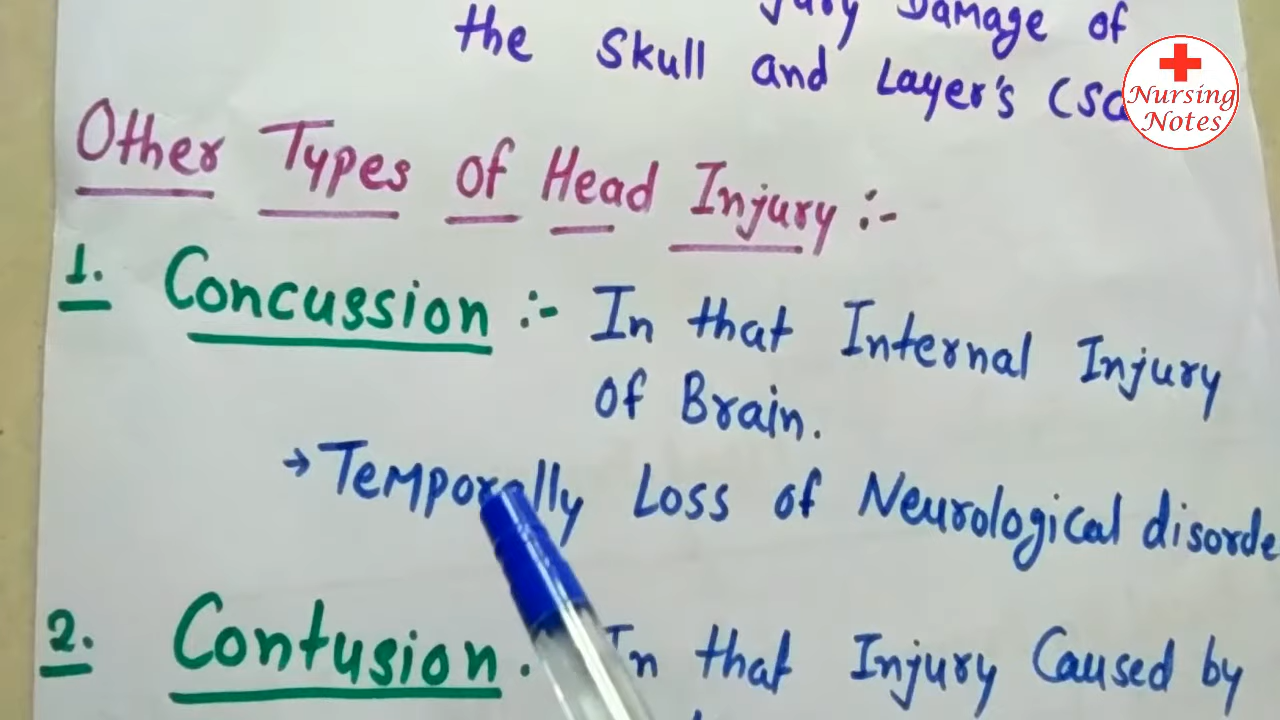 Damage of
the Skull and Layer's
Nursing
Notes
Other Types of Head Injury :-
1. Concussion :- In that Internal Injury
of Brain.
→ Temporally Loss of Neurological disorde
2. Contusion. In that Injury Caused by